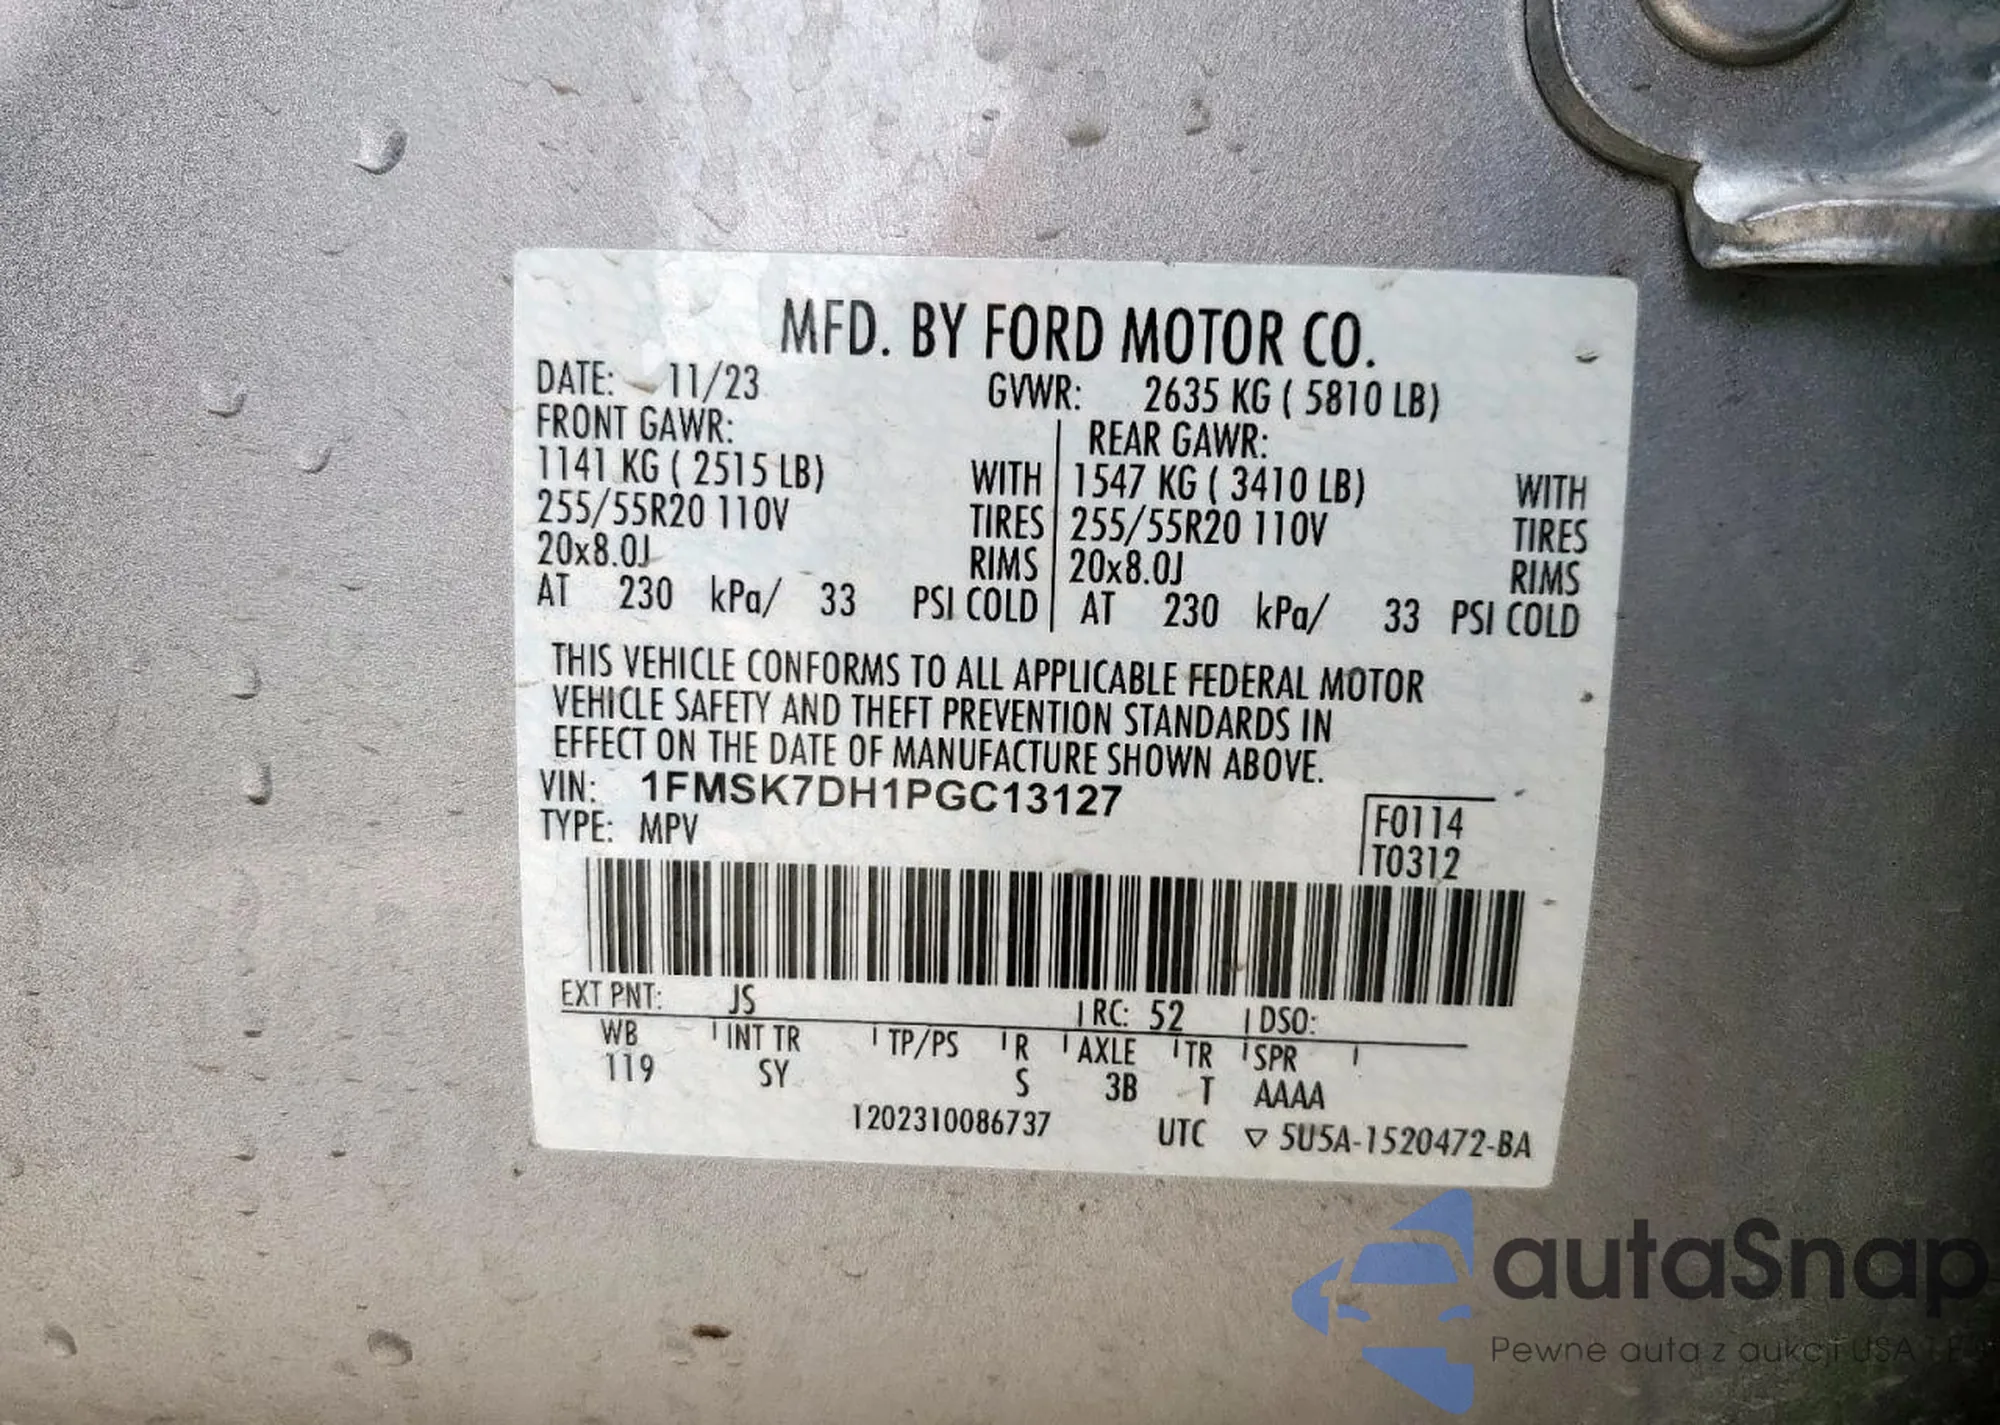 MFD. BY FORD MOTOR CO.
DATE: 11/23 GVWR: 2635 KG ( 5810 LB)
FRONT GAWR: REAR GAWR:
1141 KG ( 2515 LB) WITH 1547 KG ( 3410 LB) WITH
255/55R20 110V TIRES 255/55R20 110V TIRES
20x8.0J RIMS 20x8.0J RIMS
AT 230 kPa/ 33 PSI COLD AT 230 kPa/ 33 PSI COLD
THIS VEHICLE CONFORMS TO ALL APPLICABLE FEDERAL MOTOR
VEHICLE SAFETY AND THEFT PREVENTION STANDARDS IN
EFFECT ON THE DATE OF MANUFACTURE SHOWN ABOVE.
VIN: 1FMSK7DH1PGC13127
TYPE: MPV
F0114
T0312
EXT PNT: JS RC: 52 DSO:
WB INT TR TP/PS R AXLE TR SPR
119 SY S 3B T AAAA
1202310086737 UTC ▽ 5U5A-1520472-BA
autaSnap
Pewne auta z aukcji USA I